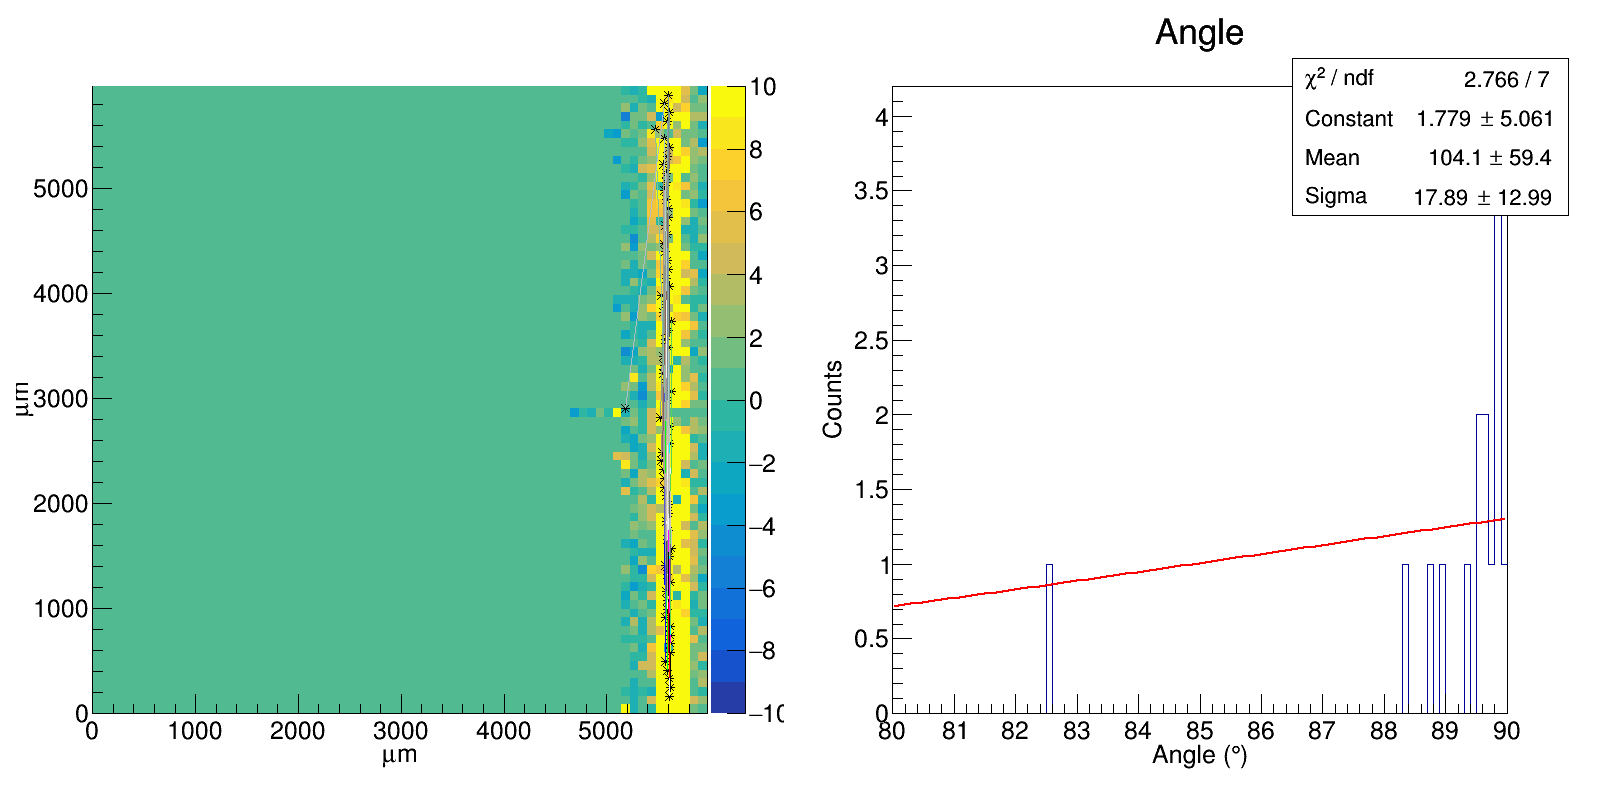 Angle
χ² / ndf 2.766 / 7
Constant 1.779 ± 5.061
Mean 104.1 ± 59.4
Sigma 17.89 ± 12.99
μm
5000
4000
3000
2000
1000
0
0 1000 2000 3000 4000 5000
μm
10
8
6
4
2
0
−2
−4
−6
−8
−10
Counts
4
3.5
3
2.5
2
1.5
1
0.5
0
80 81 82 83 84 85 86 87 88 89 90
Angle (°)